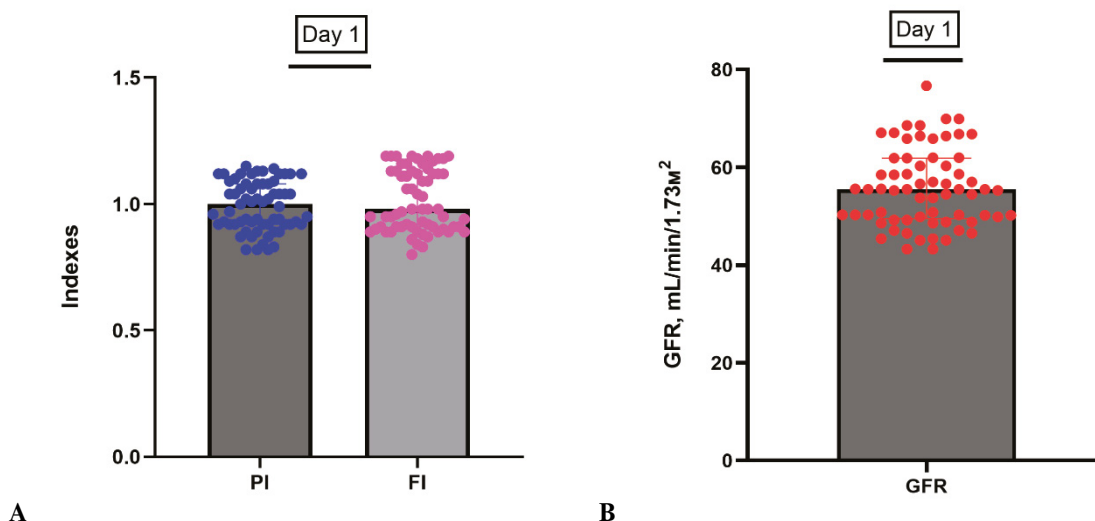 Day 1
1.5
1.0
0.5
0.0
Indexes
PI FI
A
Day 1
80
60
40
20
0
GFR, mL/min/1.73м²
GFR
B